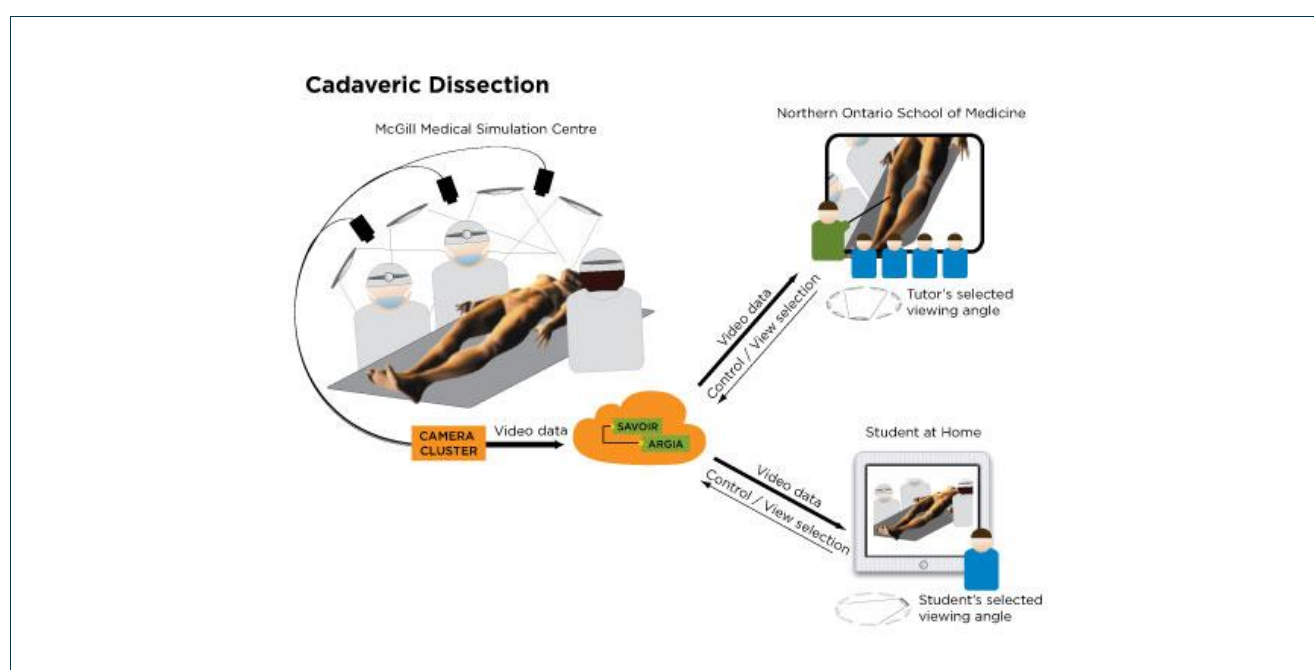 Cadaveric Dissection
McGill Medical Simulation Centre
Northern Ontario School of Medicine
Tutor's selected
viewing angle
Video data
Control / View selection
CAMERA
CLUSTER
Video data
SAVOIR
ARGIA
Student at Home
Video data
Control / View selection
Student's selected
viewing angle